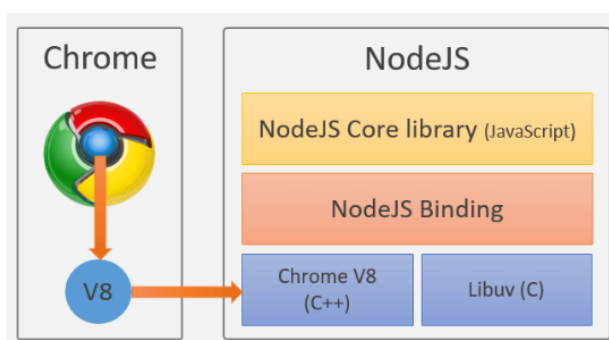 Chrome
V8
NodeJS
NodeJS Core library (JavaScript)
NodeJS Binding
Chrome V8
(C++)
Libuv (C)